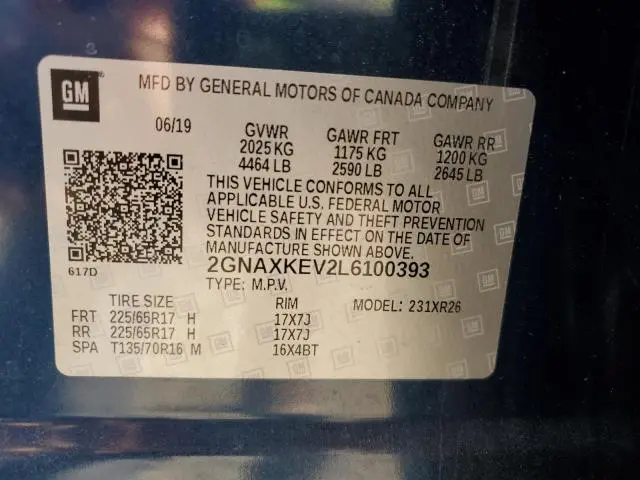 GM
MFD BY GENERAL MOTORS OF CANADA COMPANY
06/19 GVWR GAWR FRT GAWR RR
2025 KG 1175 KG 1200 KG
4464 LB 2590 LB 2645 LB
THIS VEHICLE CONFORMS TO ALL
APPLICABLE U.S. FEDERAL MOTOR
VEHICLE SAFETY AND THEFT PREVENTION
STANDARDS IN EFFECT ON THE DATE OF
MANUFACTURE SHOWN ABOVE.
617D 2GNAXKEV2L6100393
TYPE: M.P.V.
TIRE SIZE RIM MODEL: 231XR26
FRT 225/65R17 H 17X7J
RR 225/65R17 H 17X7J
SPA T135/70R16 M 16X4BT